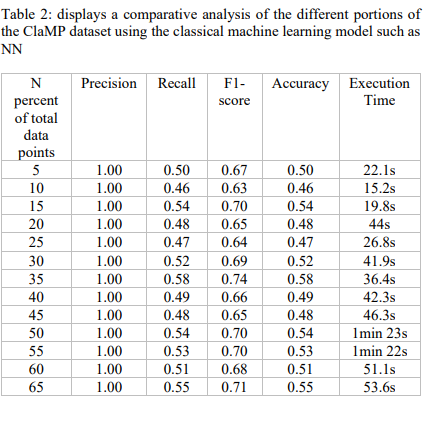 Table 2: displays a comparative analysis of the different portions of
the ClaMP dataset using the classical machine learning model such as
NN
N percent of total data points Precision Recall F1-score Accuracy Execution Time
5 1.00 0.50 0.67 0.50 22.1s
10 1.00 0.46 0.63 0.46 15.2s
15 1.00 0.54 0.70 0.54 19.8s
20 1.00 0.48 0.65 0.48 44s
25 1.00 0.47 0.64 0.47 26.8s
30 1.00 0.52 0.69 0.52 41.9s
35 1.00 0.58 0.74 0.58 36.4s
40 1.00 0.49 0.66 0.49 42.3s
45 1.00 0.48 0.65 0.48 46.3s
50 1.00 0.54 0.70 0.54 1min 23s
55 1.00 0.53 0.70 0.53 1min 22s
60 1.00 0.51 0.68 0.51 51.1s
65 1.00 0.55 0.71 0.55 53.6s